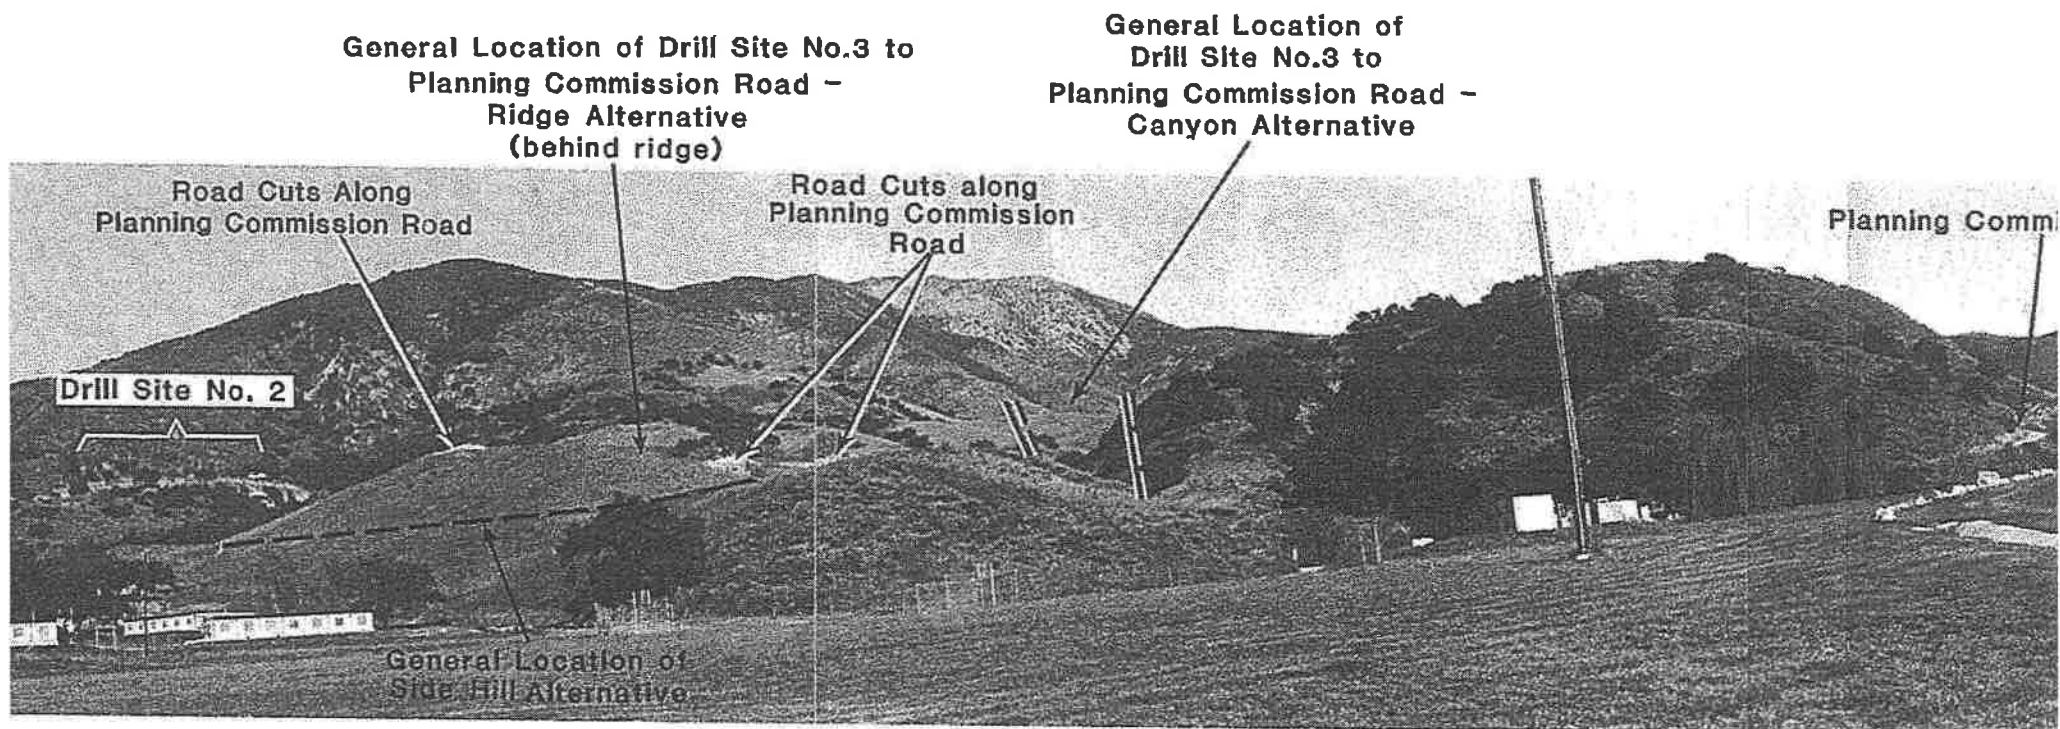 General Location of Drill Site No.3 to
Planning Commission Road –
Ridge Alternative
(behind ridge)
General Location of
Drill Site No.3 to
Planning Commission Road –
Canyon Alternative
Road Cuts Along
Planning Commission Road
Road Cuts along
Planning Commission
Road
Planning Comm
Drill Site No. 2
General Location of
Side Hill Alternative